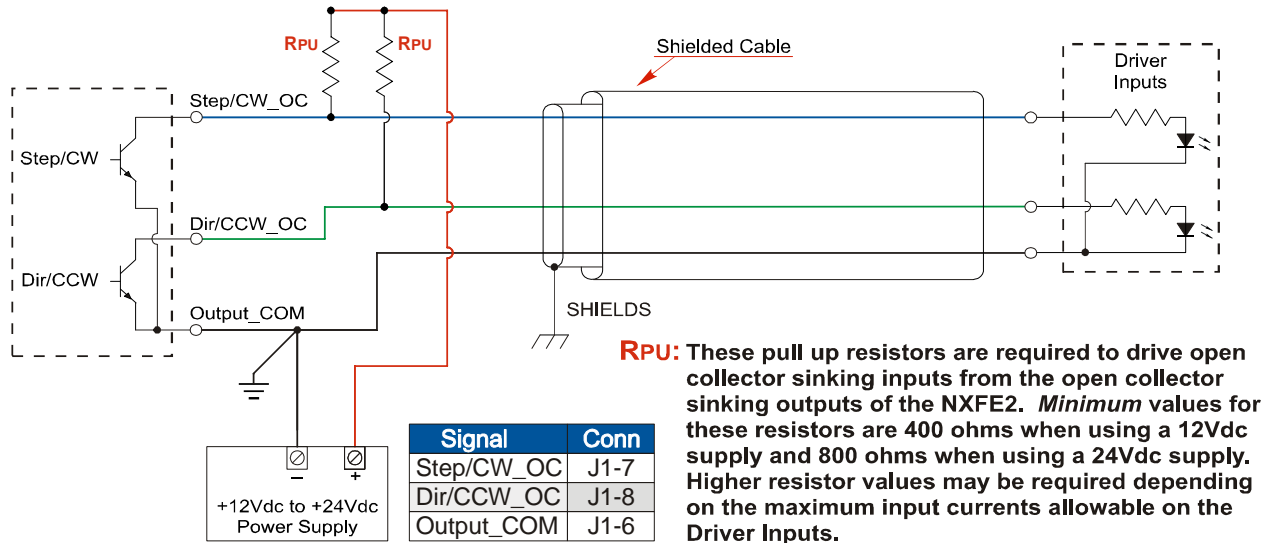 RPU RPU
Shielded Cable
Driver
Inputs
Step/CW_OC
Step/CW
Dir/CCW_OC
Dir/CCW
Output_COM
SHIELDS
RPU: These pull up resistors are required to drive open
collector sinking inputs from the open collector
sinking outputs of the NXFE2. Minimum values for
these resistors are 400 ohms when using a 12Vdc
supply and 800 ohms when using a 24Vdc supply.
Higher resistor values may be required depending
on the maximum input currents allowable on the
Driver Inputs.
– +
+12Vdc to +24Vdc
Power Supply
Signal Conn
Step/CW_OC J1-7
Dir/CCW_OC J1-8
Output_COM J1-6